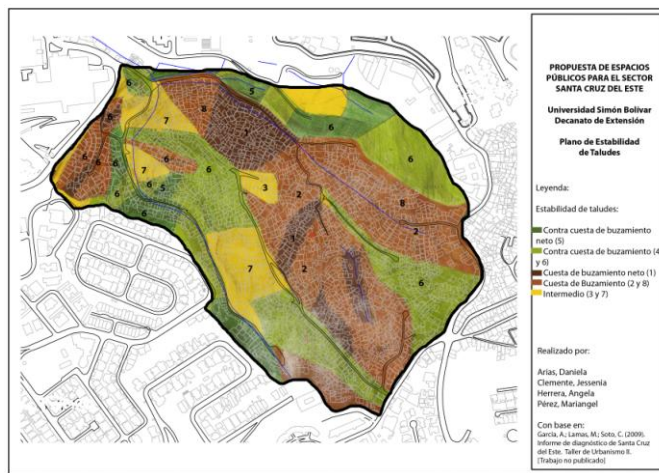 PROPUESTA DE ESPACIOS
PÚBLICOS PARA EL SECTOR
SANTA CRUZ DEL ESTE
Universidad Simón Bolívar
Decanato de Extensión
Plano de Estabilidad
de Taludes
Leyenda:
Estabilidad de taludes:
Contra cuesta de buzamiento
neto (5)
Contra cuesta de buzamiento (4
y 6)
Cuesta de buzamiento neto (1)
Cuesta de Buzamiento (2 y 8)
Intermedio (3 y 7)
Realizado por:
Arias, Daniela
Clemente, Jessenia
Herrera, Angela
Pérez, Mariangel
Con base en:
García, A.; Lamas, M.; Soto, C. (2009).
Informe de diagnóstico de Santa Cruz
del Este. Taller de Urbanismo II.
[Trabajo no publicado]
6
5
8
7
1
6
6
6
7
6
6
3
2
8
2
5
6
7
2
6